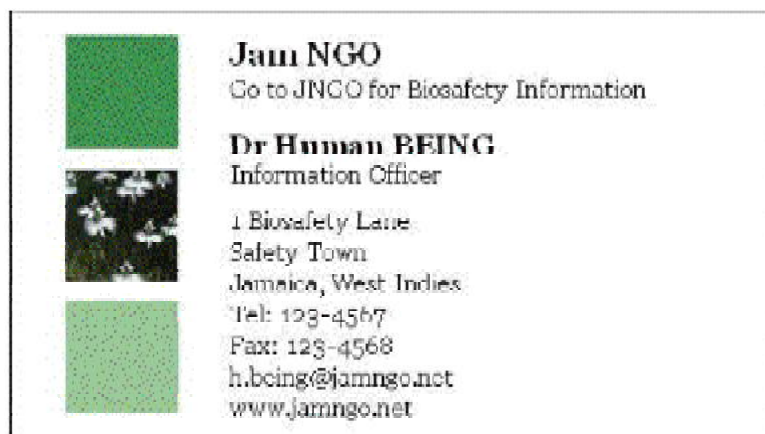 Jam NGO
Go to JNGO for Biosafety Information
Dr Human BEING
Information Officer
1 Biosafety Lane
Safety Town
Jamaica, West Indies
Tel: 123-4567
Fax: 123-4568
h.being@jamngo.net
www.jamngo.net